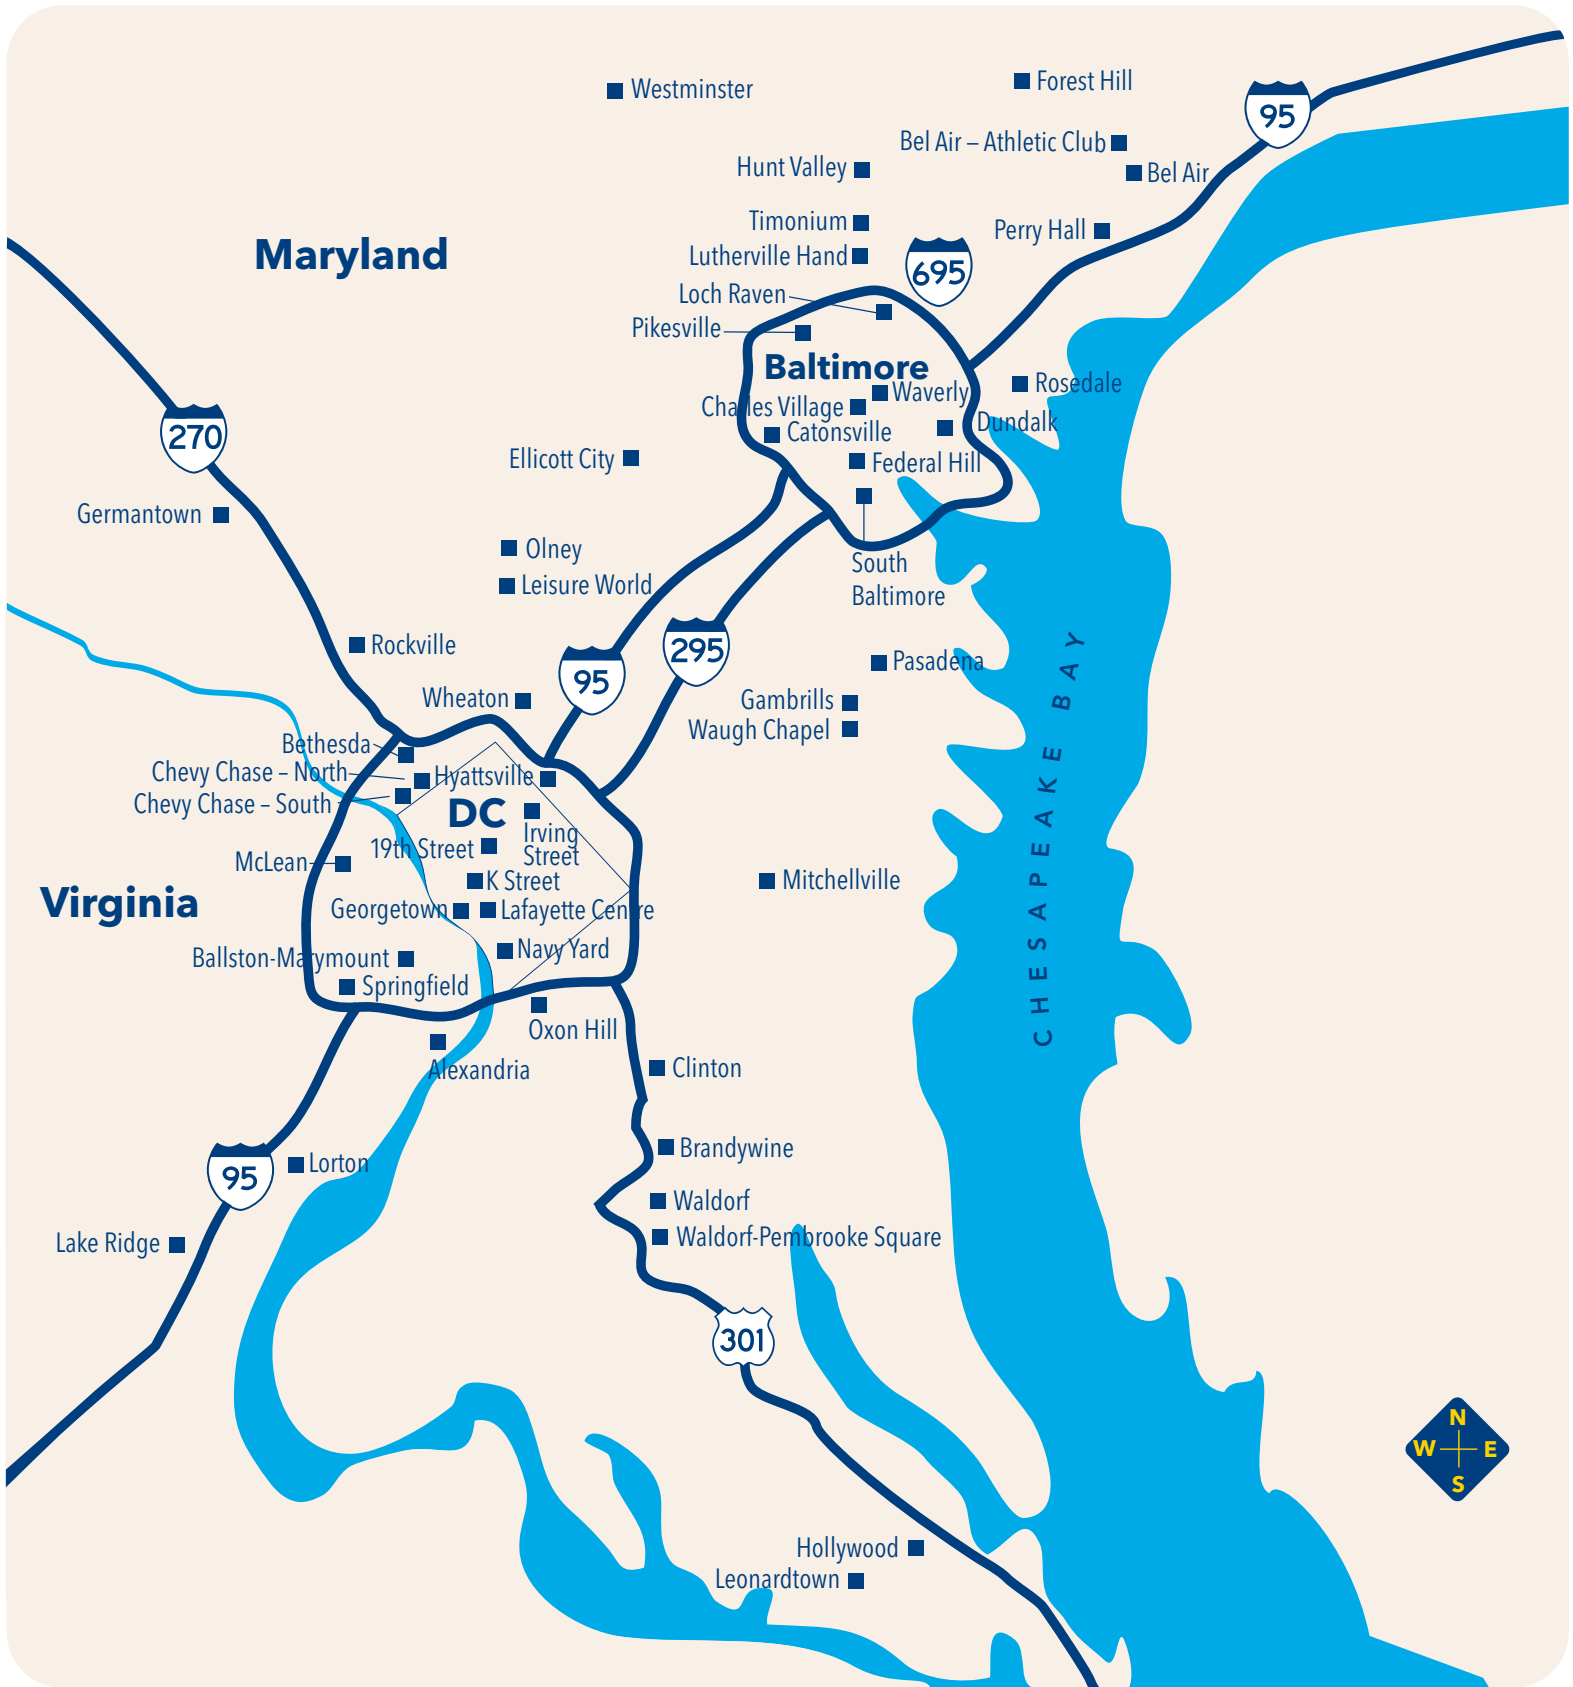 Westminster
Forest Hill
95
Bel Air – Athletic Club
Hunt Valley
Bel Air
Timonium
Perry Hall
Maryland
Lutherville Hand
695
Loch Raven
Pikesville
Baltimore
Rosedale
Waverly
Charles Village
Dundalk
270
Catonsville
Ellicott City
Federal Hill
Germantown
Olney
South
Baltimore
Leisure World
Rockville
295
Pasadena
95
Wheaton
Gambrills
Waugh Chapel
Bethesda
Chevy Chase – North
Hyattsville
Chevy Chase – South
DC
Irving
Street
19th Street
McLean
K Street
Mitchellville
Virginia
Georgetown
Lafayette Centre
CHESAPEAKE BAY
Navy Yard
Ballston-Marymount
Springfield
Oxon Hill
Alexandria
Clinton
Brandywine
Lorton
95
Waldorf
Lake Ridge
Waldorf-Pembrooke Square
301
N
W
E
S
Hollywood
Leonardtown